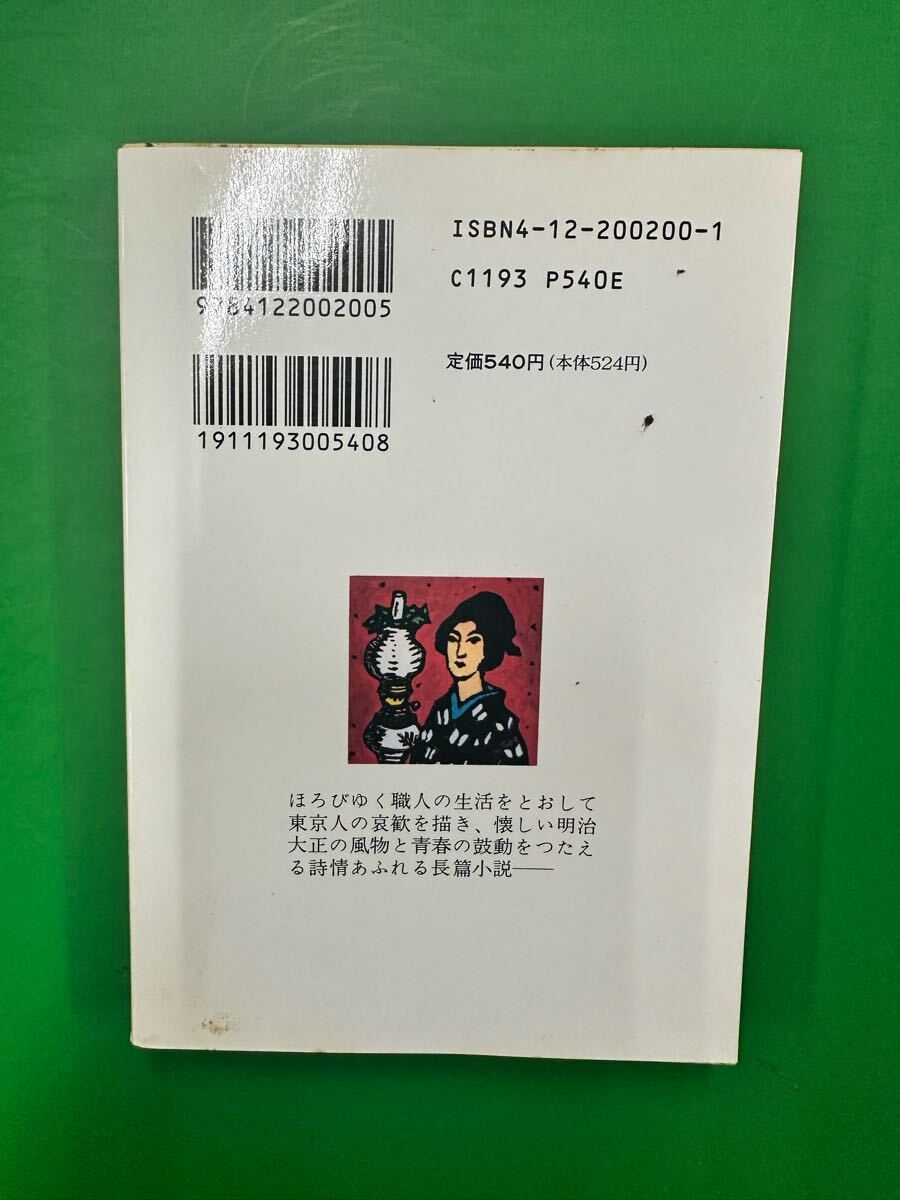 ISBN4-12-200200-1
C1193 P540E
9784122002005
定価540円(本体524円)
1911193005408
ほろびゆく職人の生活をとおして
東京人の哀歓を描き、懐しい明治
大正の風物と青春の鼓動をつたえ
る詩情あふれる長篇小説——